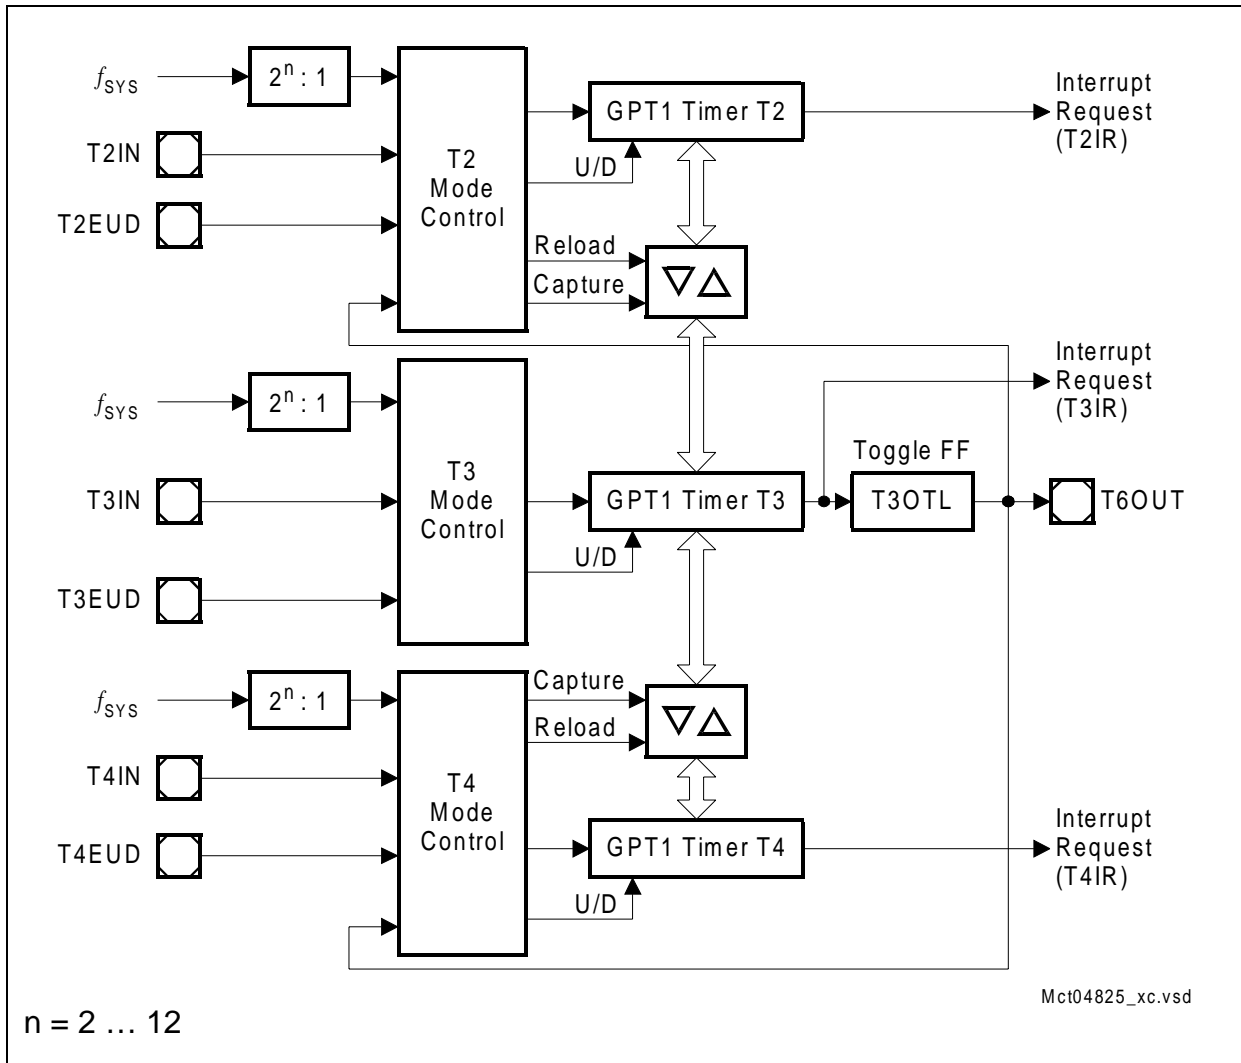 fSYS
2n : 1
T2IN
T2EUD
T2
Mode
Control
GPT1 Timer T2
U/D
Reload
Capture
Interrupt
Request
(T2IR)
fSYS
2n : 1
T3IN
T3EUD
T3
Mode
Control
GPT1 Timer T3
U/D
Toggle FF
T3OTL
Interrupt
Request
(T3IR)
T6OUT
fSYS
2n : 1
T4IN
T4EUD
T4
Mode
Control
Capture
Reload
GPT1 Timer T4
U/D
Interrupt
Request
(T4IR)
Mct04825_xc.vsd
n = 2 … 12